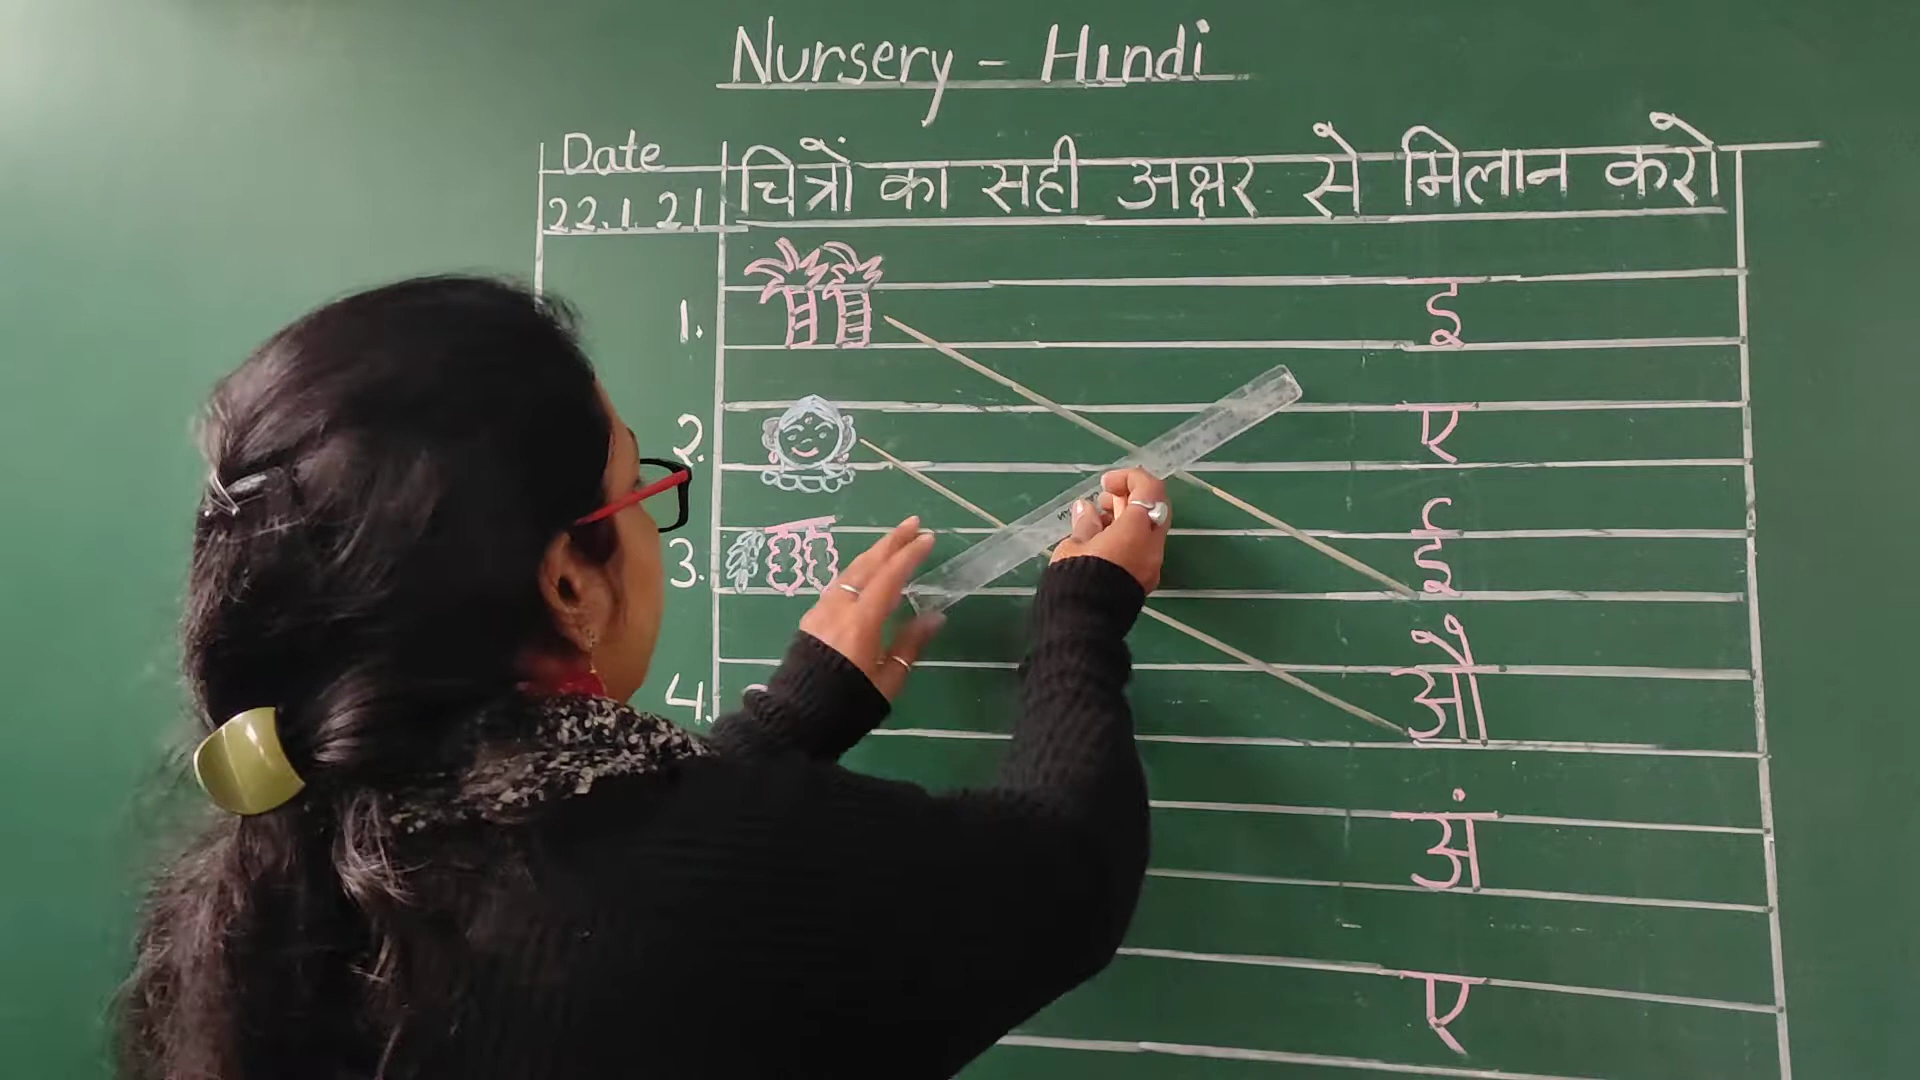 Nursery - Hindi
Date
22.1.21
चित्रों का सही अक्षर से मिलान करो
1.
इ
2.
ए
3.
ई
4.
ओ
अं
ए